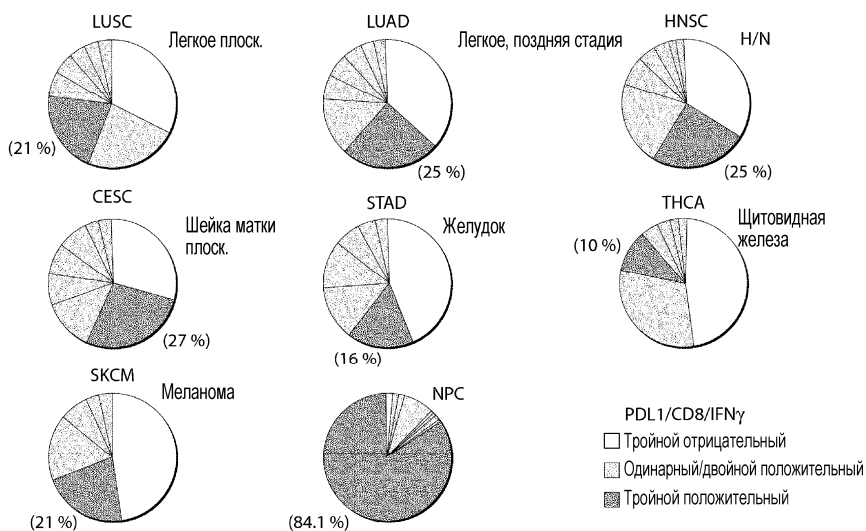 LUSC
Легкое плоск.
(21 %)
LUAD
Легкое, поздняя стадия
(25 %)
HNSC
H/N
(25 %)
CESC
Шейка матки
плоск.
(27 %)
STAD
Желудок
(16 %)
THCA
Щитовидная
железа
(10 %)
SKCM
Меланома
(21 %)
NPC
(84.1 %)
PDL1/CD8/IFNγ
Тройной отрицательный
Одинарный/двойной положительный
Тройной положительный